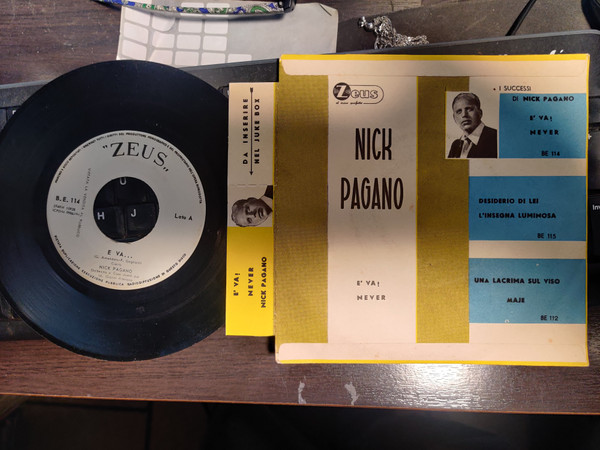 "ZEUS"
B.E. 114
Lato A
E VA...
NICK PAGANO
U
H
J
DA INSERIRE
NEL JUKE BOX
E' VA!
NEVER
NICK PAGANO
Zeus
NICK
PAGANO
E' VA!
NEVER
I SUCCESSI
DI NICK PAGANO
E' VA!
NEVER
BE 114
DESIDERIO DI LEI
L'INSEGNA LUMINOSA
BE 115
UNA LACRIMA SUL VISO
MAJE
BE 112